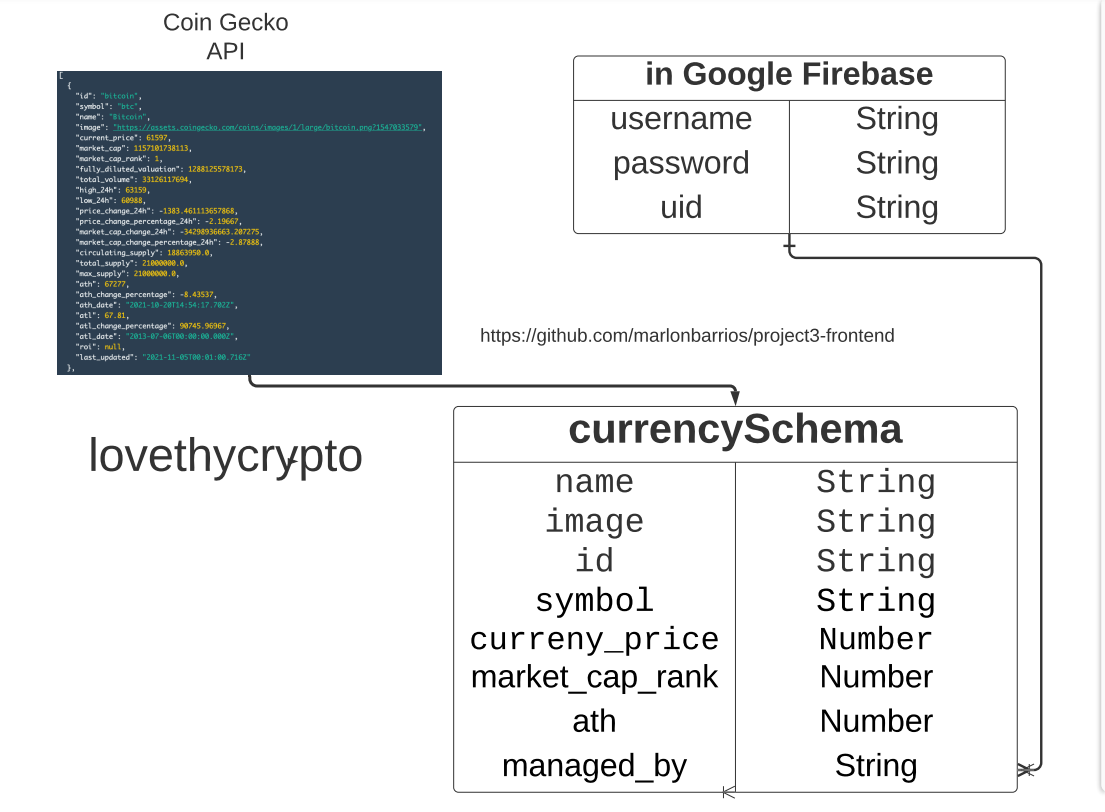 Coin Gecko
API
[
{
"id": "bitcoin",
"symbol": "btc",
"name": "Bitcoin",
"image": "https://assets.coingecko.com/coins/images/1/large/bitcoin.png?1547033579",
"current_price": 61597,
"market_cap": 1157101738113,
"market_cap_rank": 1,
"fully_diluted_valuation": 1288125578173,
"total_volume": 33126117694,
"high_24h": 63159,
"low_24h": 60988,
"price_change_24h": -1383.461113657868,
"price_change_percentage_24h": -2.19667,
"market_cap_change_24h": -34298936663.207275,
"market_cap_change_percentage_24h": -2.87888,
"circulating_supply": 18863950.0,
"total_supply": 21000000.0,
"max_supply": 21000000.0,
"ath": 67277,
"ath_change_percentage": -8.43537,
"ath_date": "2021-10-20T14:54:17.702Z",
"atl": 67.81,
"atl_change_percentage": 90745.96967,
"atl_date": "2013-07-06T00:00:00.000Z",
"roi": null,
"last_updated": "2021-11-05T00:01:00.716Z"
},
in Google Firebase
username String
password String
uid String
https://github.com/marlonbarrios/project3-frontend
lovethycrypto
currencySchema
name String
image String
id String
symbol String
curreny_price Number
market_cap_rank Number
ath Number
managed_by String